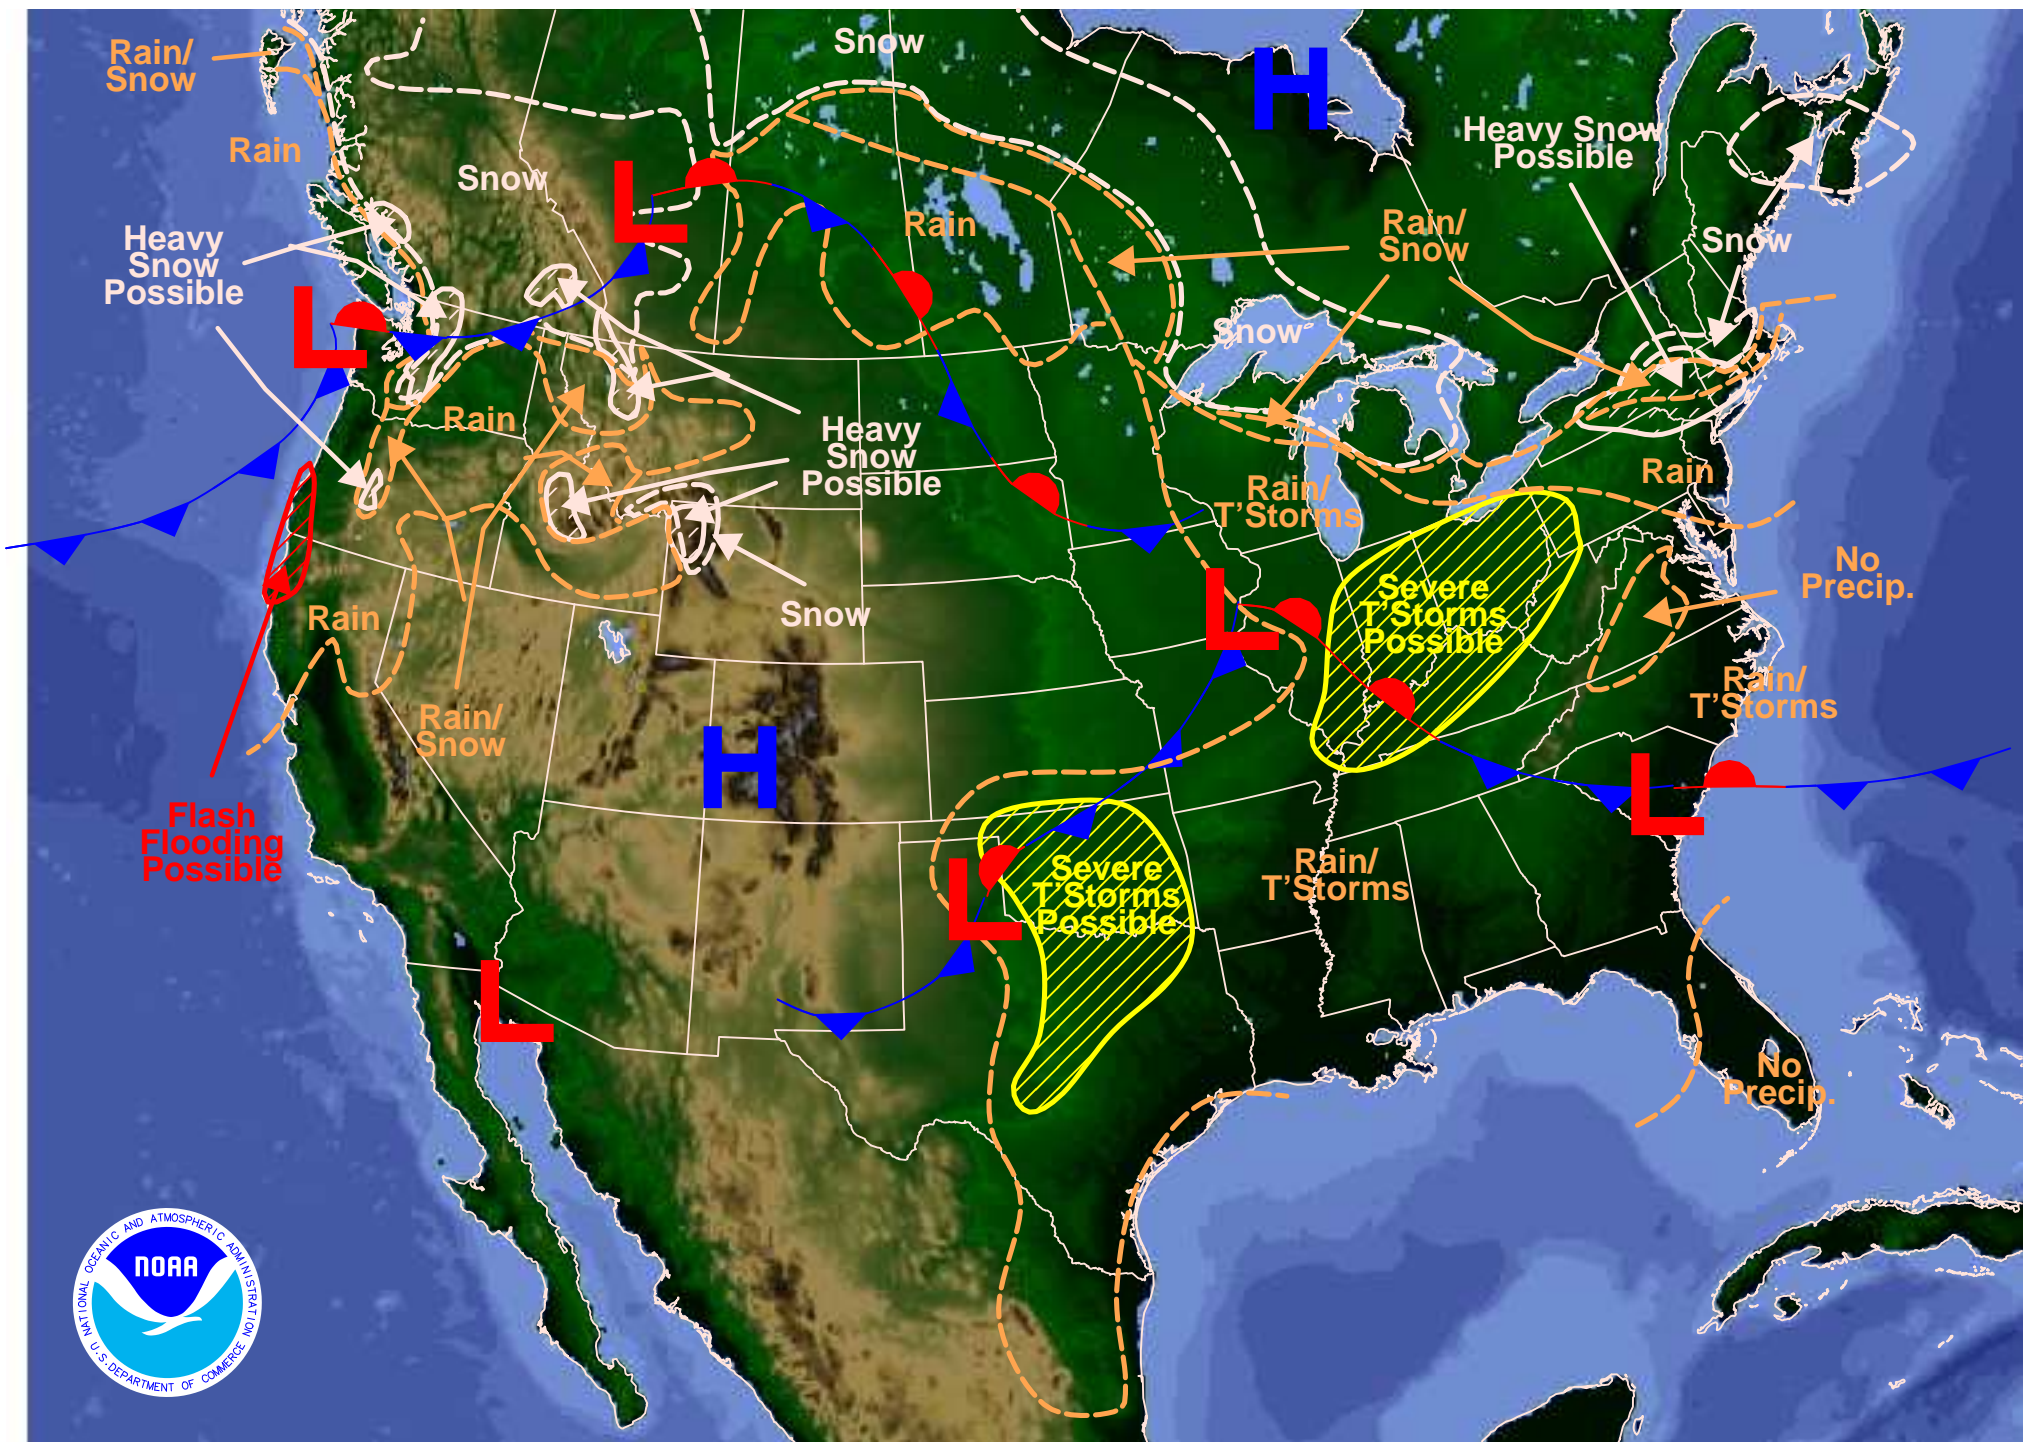 Rain/
Snow
Snow
H
Heavy Snow
Possible
Rain
Snow
L
Rain
Rain/
Snow
Snow
Heavy
Snow
Possible
L
Snow
Rain
Heavy
Snow
Possible
Rain
Rain/
T'Storms
No
Precip.
L
Severe
T'Storms
Possible
Rain
Snow
Rain/
T'Storms
Rain/
Snow
H
L
Flash
Flooding
Possible
L
Severe
T'Storms
Possible
Rain/
T'Storms
L
No
Precip.
NOAA
NATIONAL OCEANIC AND ATMOSPHERIC ADMINISTRATION
U.S. DEPARTMENT OF COMMERCE